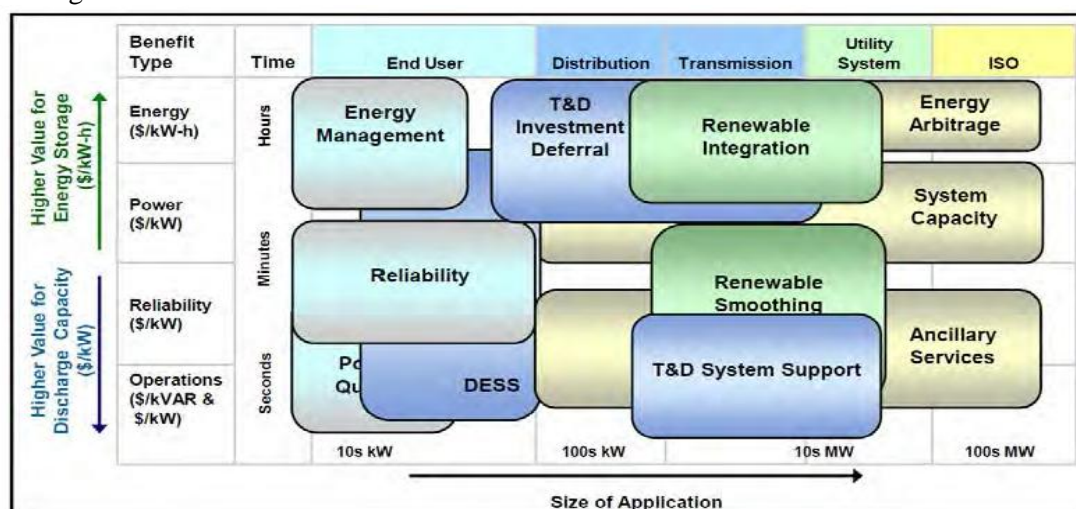 Benefit
Type
Time
End User
Distribution
Transmission
Utility
System
ISO
Higher Value for
Energy Storage
($/kW-h)
Higher Value for
Discharge Capacity
($/kW)
Energy
($/kW-h)
Power
($/kW)
Reliability
($/kW)
Operations
($/kVAR &
$/kW)
Hours
Minutes
Seconds
Energy
Management
T&D
Investment
Deferral
Renewable
Integration
Energy
Arbitrage
System
Capacity
Reliability
Renewable
Smoothing
Ancillary
Services
Po
Qu
DESS
T&D System Support
10s kW
100s kW
10s MW
100s MW
Size of Application